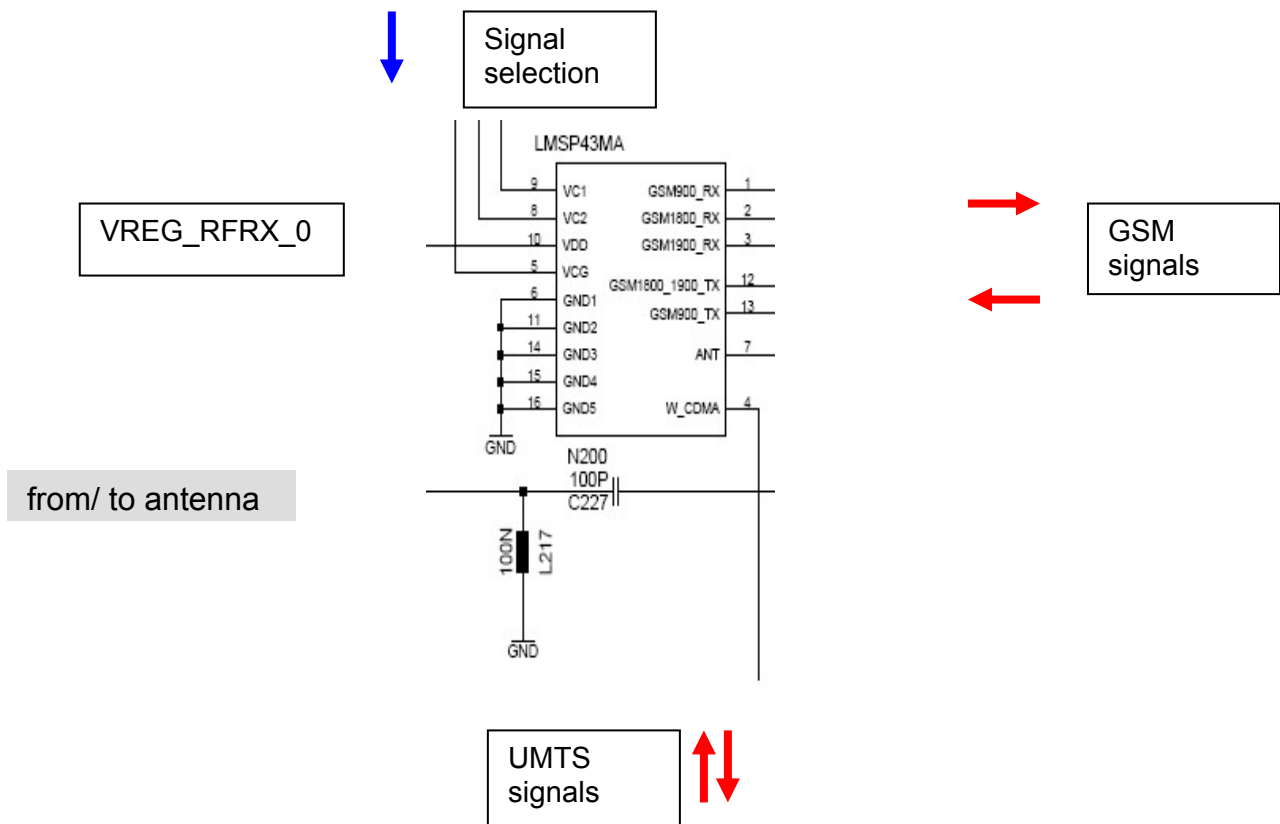 Signal
selection
LMSP43MA
VREG_RFRX_0
9 VC1 GSM900_RX 1
8 VC2 GSM1800_RX 2
10 VDD GSM1900_RX 3
5 VCG
GSM1800_1900_TX 12
6 GND1
GSM900_TX 13
11 GND2
14 GND3 ANT 7
15 GND4
16 GND5 W_CDMA 4
GSM
signals
GND
N200
100P
C227
from/ to antenna
100N
L217
GND
UMTS
signals